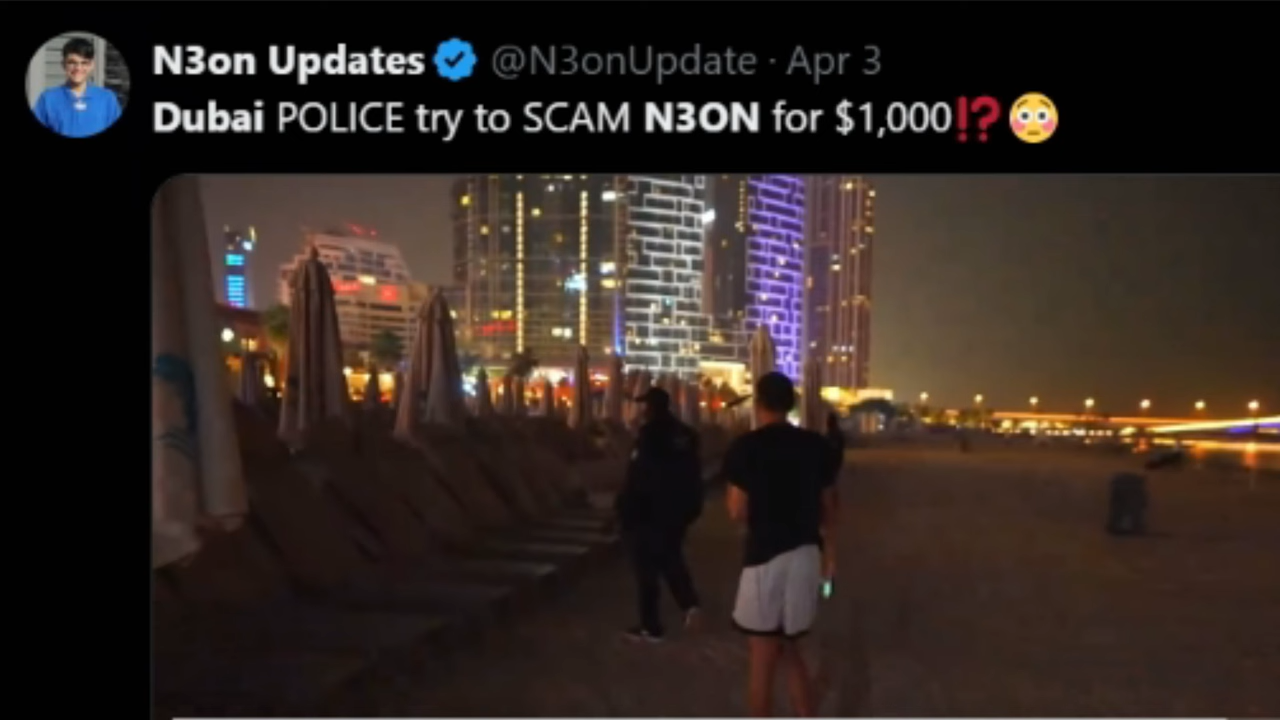 N3on Updates @N3onUpdate · Apr 3
Dubai POLICE try to SCAM N3ON for $1,000⁉️😳